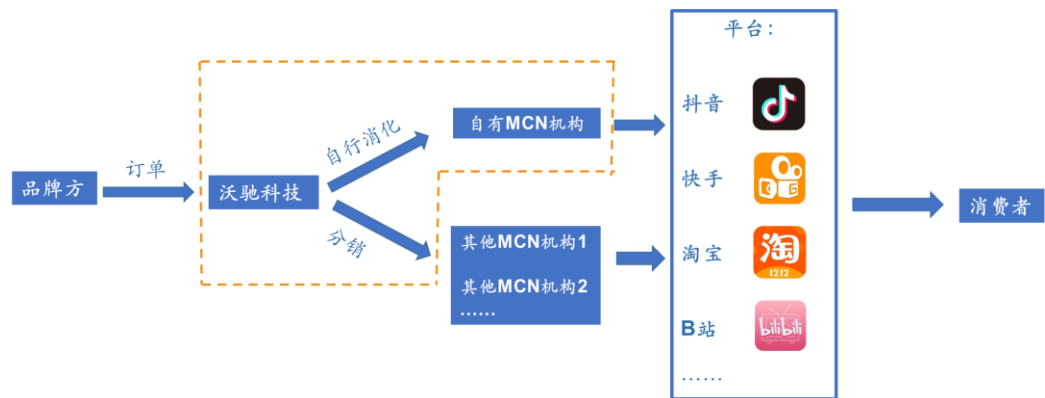 品牌方
订单
沃驰科技
自行消化
分销
自有MCN机构
其他MCN机构1
其他MCN机构2
……
平台：
抖音
快手
淘宝
淘
1212
B站
bilibili
……
消费者